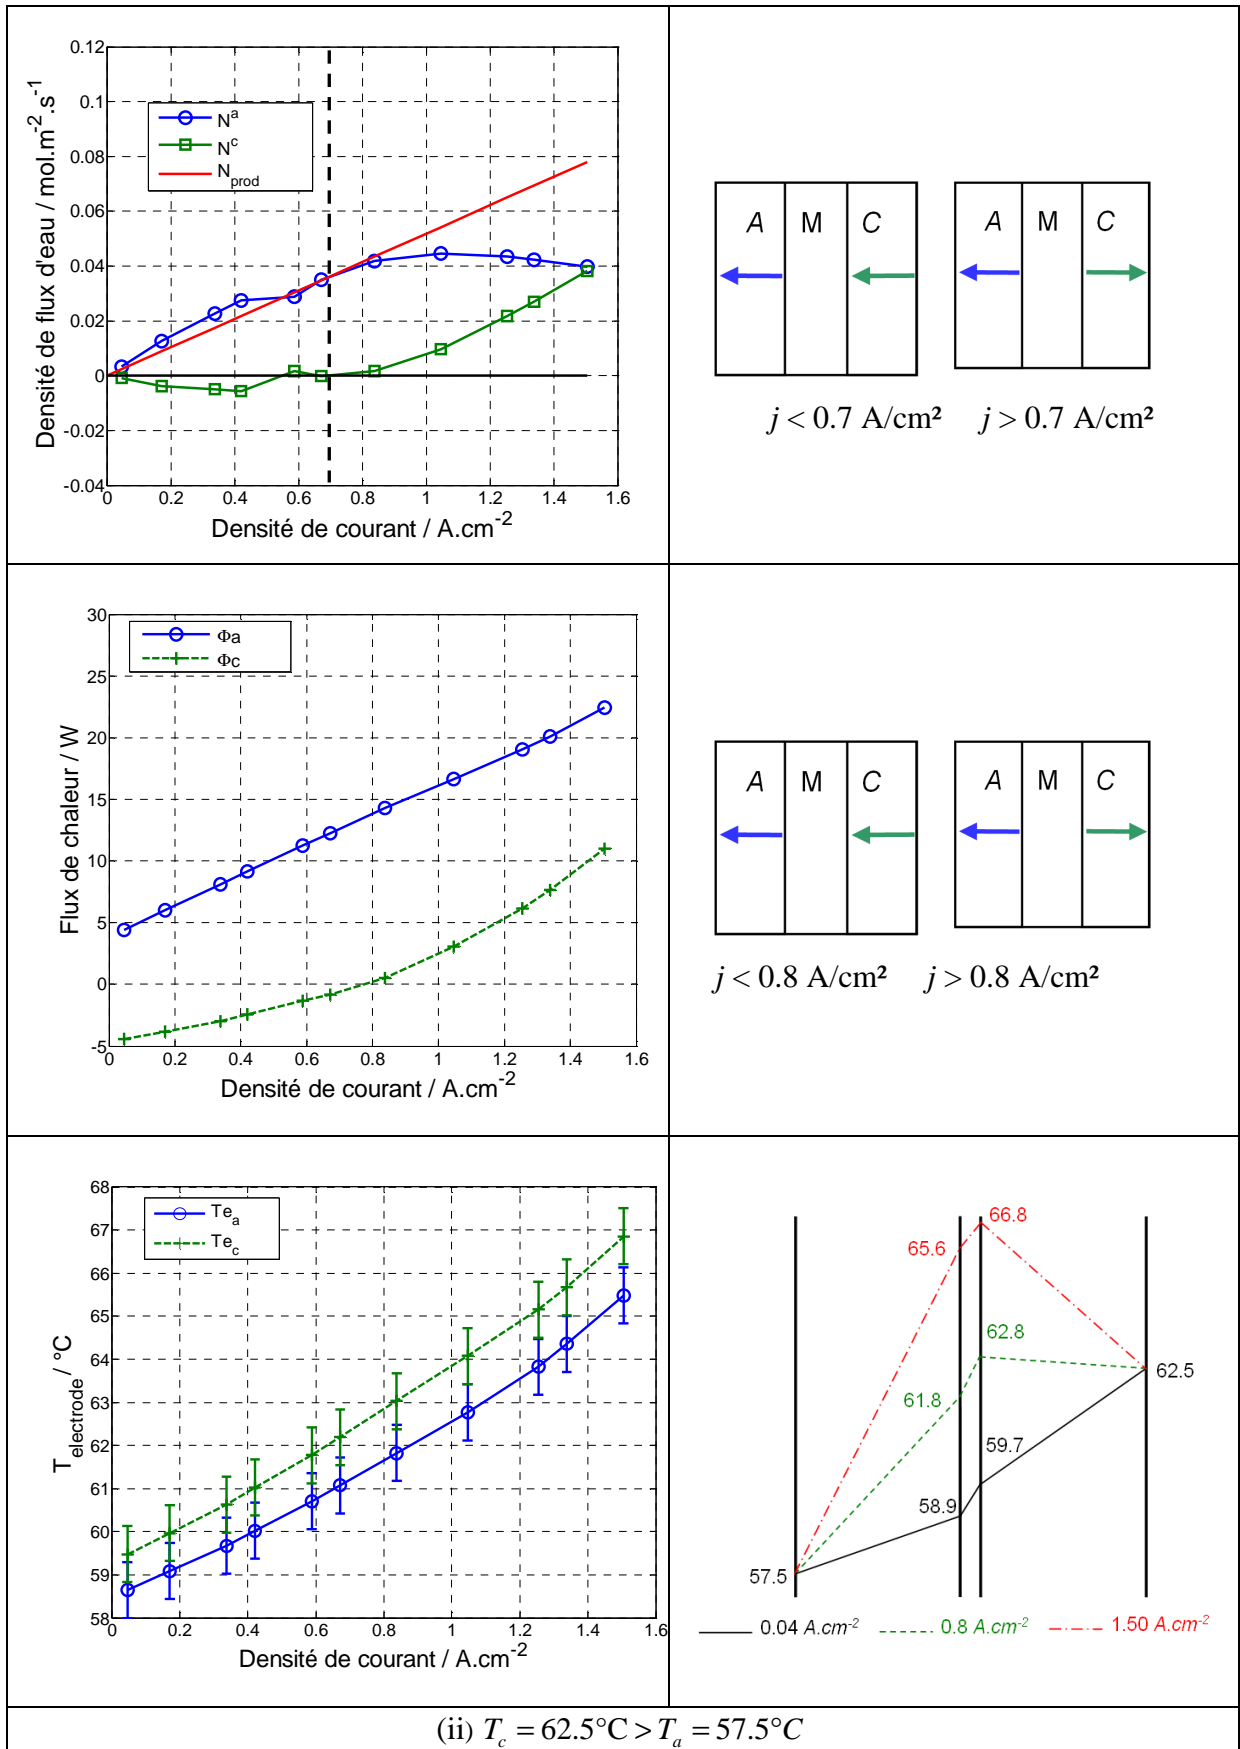 0.12
0.1
0.08
0.06
0.04
0.02
0
-0.02
-0.04
Densité de flux d'eau / mol.m-2.s-1
N^a
N^c
N_prod
0 0.2 0.4 0.6 0.8 1 1.2 1.4 1.6
Densité de courant / A.cm-2
A M C A M C
j < 0.7 A/cm² j > 0.7 A/cm²
30
25
20
15
10
5
0
-5
Flux de chaleur / W
Φa
Φc
0 0.2 0.4 0.6 0.8 1 1.2 1.4 1.6
Densité de courant / A.cm-2
A M C A M C
j < 0.8 A/cm² j > 0.8 A/cm²
68
67
66
65
64
63
62
61
60
59
58
T_electrode / °C
Te_a
Te_c
0 0.2 0.4 0.6 0.8 1 1.2 1.4 1.6
Densité de courant / A.cm-2
66.8
65.6
62.8
62.5
61.8
59.7
58.9
57.5
0.04 A.cm-2 0.8 A.cm-2 1.50 A.cm-2
(ii) T_c = 62.5°C > T_a = 57.5°C